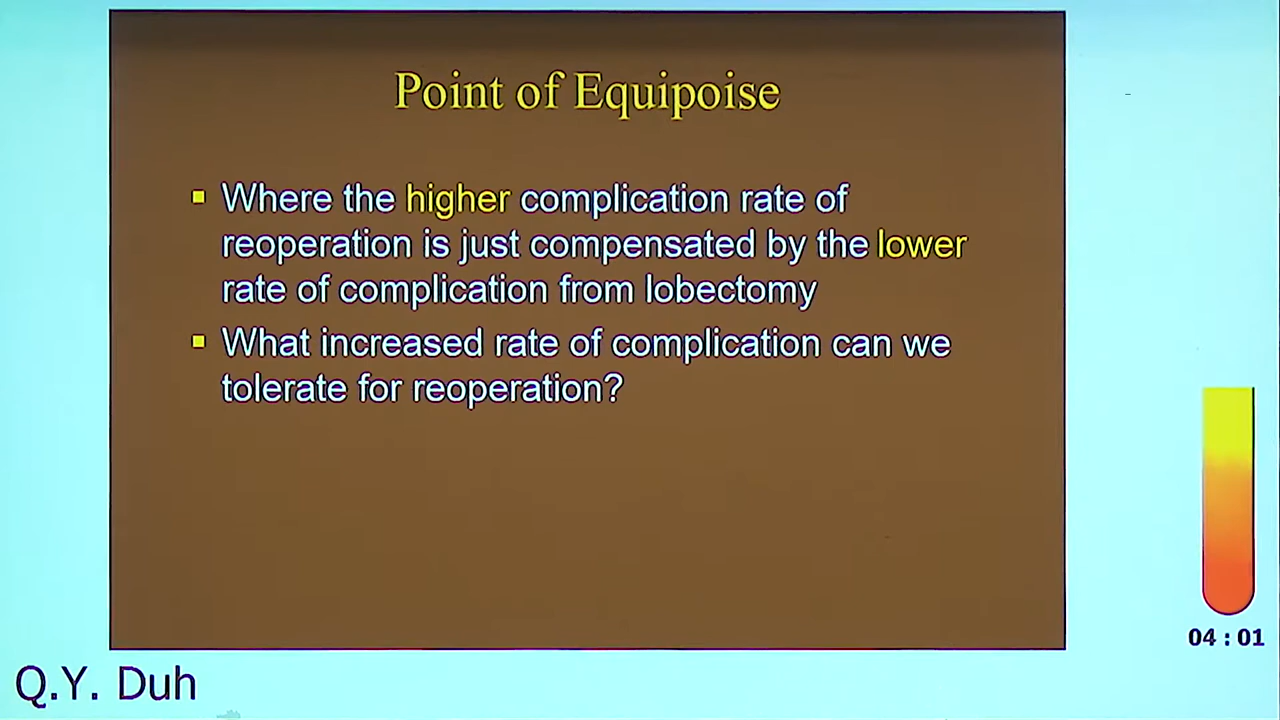 Point of Equipoise
Where the higher complication rate of
reoperation is just compensated by the lower
rate of complication from lobectomy
What increased rate of complication can we
tolerate for reoperation?
04 : 01
Q.Y. Duh